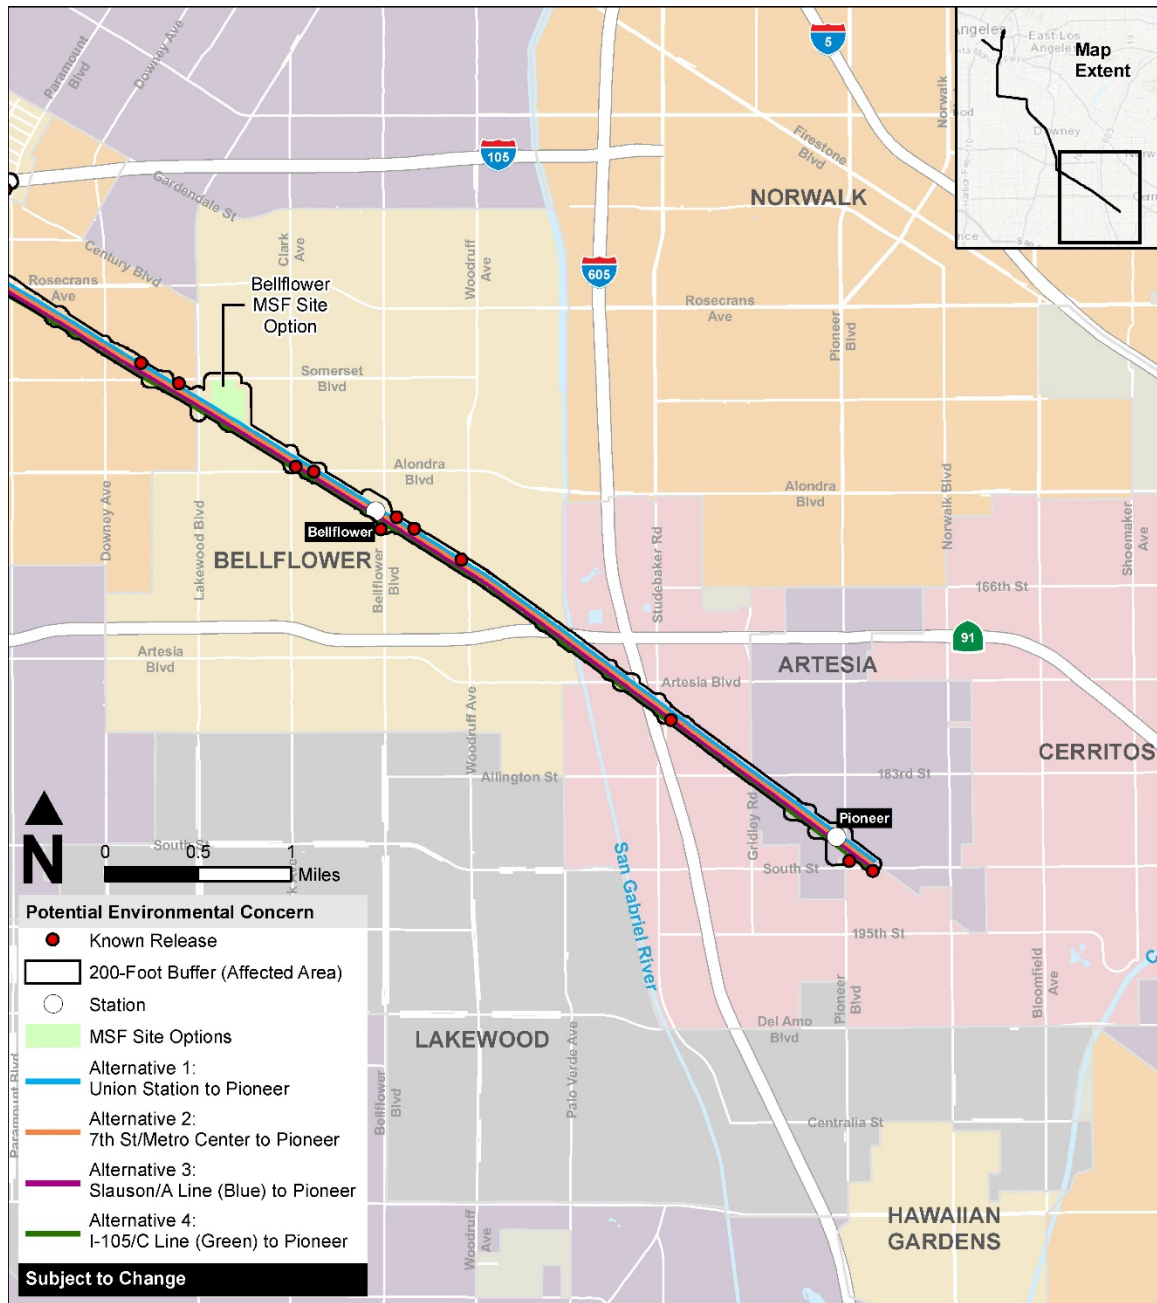 Paramount
Blvd
Downey Ave
5
Angeles
East Los
Angeles
19
Map
Extent
Downey
605
Norwalk
Firestone
Blvd
105
NORWALK
Gardendale St
Clark
Ave
Woodruff
Ave
Century Blvd
605
Rosecrans
Ave
Bellflower
MSF Site
Option
Rosecrans
Ave
Pioneer
Blvd
Somerset
Blvd
Alondra
Blvd
Alondra
Blvd
Downey Ave
Lakewood Blvd
Norwalk Blvd
Shoemaker
Ave
Bellflower
BELLFLOWER
Bellflower
Blvd
Studebaker Rd
166th St
91
Artesia
Blvd
ARTESIA
Artesia Blvd
Woodruff Ave
CERRITOS
Allington St
183rd St
Pioneer
Gridley Rd
N
South St
0 0.5 1
Miles
South St
San Gabriel River
195th St
Pioneer
Blvd
Bloomfield
Ave
Del Amo
Blvd
LAKEWOOD
Palo Verde Ave
Bellflower
Blvd
Paramount Blvd
Centralia St
HAWAIIAN
GARDENS
Woodruff
Ave
Potential Environmental Concern
Known Release
200-Foot Buffer (Affected Area)
Station
MSF Site Options
Alternative 1:
Union Station to Pioneer
Alternative 2:
7th St/Metro Center to Pioneer
Alternative 3:
Slauson/A Line (Blue) to Pioneer
Alternative 4:
I-105/C Line (Green) to Pioneer
Subject to Change